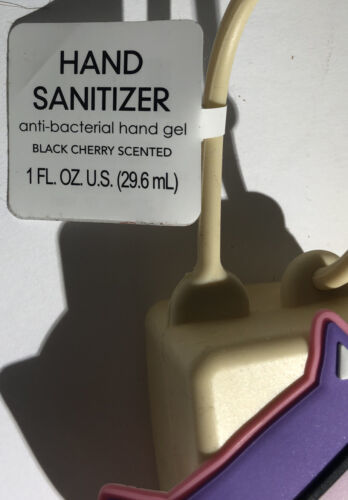 HAND
SANITIZER
anti-bacterial hand gel
BLACK CHERRY SCENTED
1 FL. OZ. U.S. (29.6 mL)